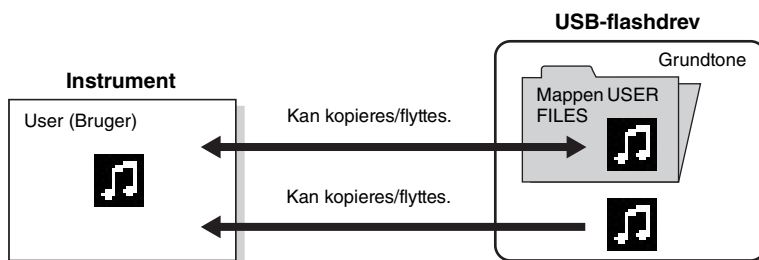 USB-flashdrev
Grundtone
Instrument
Mappen USER
FILES
User (Bruger)
Kan kopieres/flyttes.
Kan kopieres/flyttes.